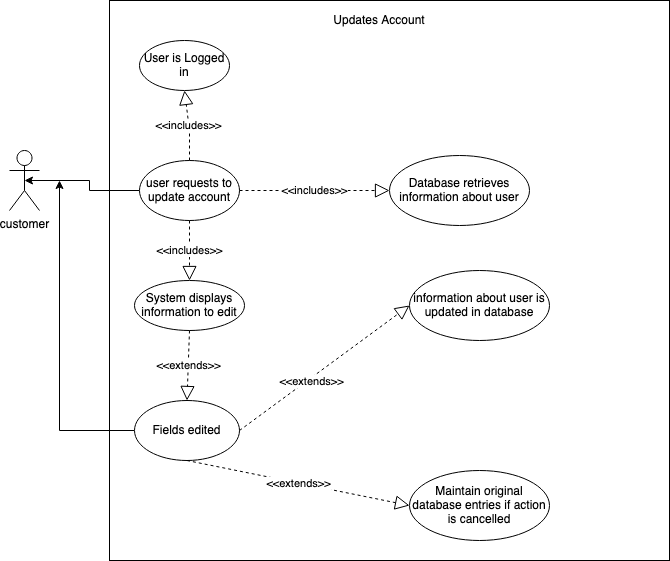 Updates Account
User is Logged
in
<<includes>>
user requests to
update account
<<includes>>
Database retrieves
information about user
customer
<<includes>>
System displays
information to edit
information about user is
updated in database
<<extends>>
<<extends>>
Fields edited
<<extends>>
Maintain original
database entries if action
is cancelled